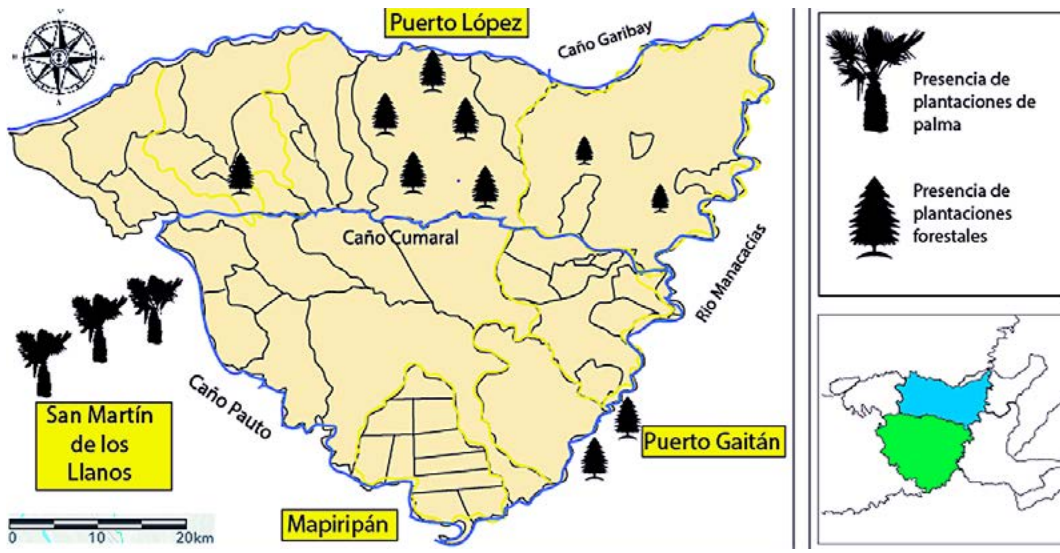 Puerto López
Caño Garibay
Caño Cumaral
Rio Manacacías
Caño Pauto
San Martín
de los
Llanos
Puerto Gaitán
Mapiripán
0 10 20km
Presencia de
plantaciones de
palma
Presencia de
plantaciones
forestales